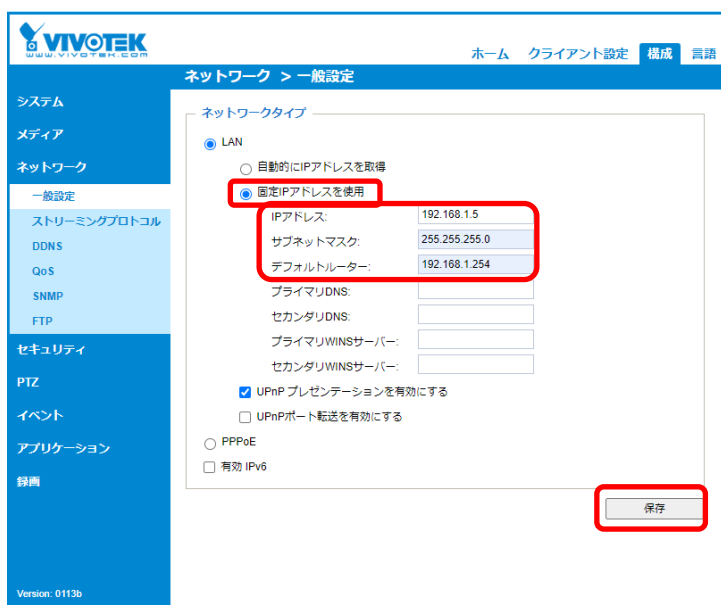 VIVOTEK
www.vivotek.com
ホーム クライアント設定 構成 言語
ネットワーク > 一般設定
システム
メディア
ネットワーク
一般設定
ストリーミングプロトコル
DDNS
QoS
SNMP
FTP
セキュリティ
PTZ
イベント
アプリケーション
録画
Version: 0113b
ネットワークタイプ
LAN
自動的にIPアドレスを取得
固定IPアドレスを使用
IPアドレス: 192.168.1.5
サブネットマスク: 255.255.255.0
デフォルトルーター: 192.168.1.254
プライマリDNS:
セカンダリDNS:
プライマリWINSサーバー:
セカンダリWINSサーバー:
UPnP プレゼンテーションを有効にする
UPnPポート転送を有効にする
PPPoE
有効 IPv6
保存